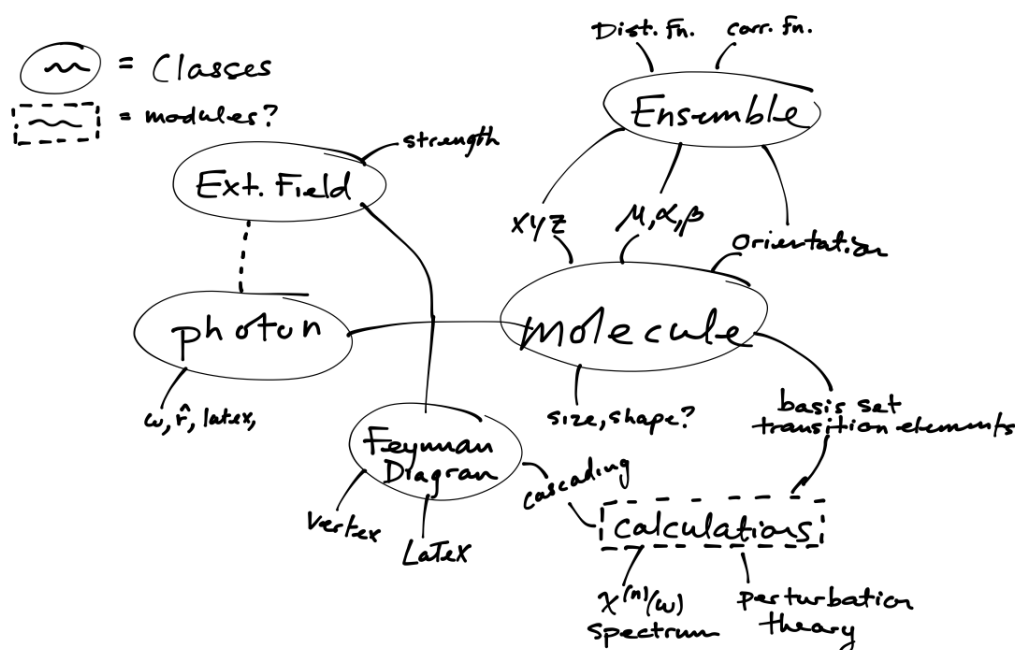 = Classes
= modules?
Dist. Fn.
corr. fn.
Ensemble
strength
Ext. Field
XYZ
μ,α,β
orientation
photon
molecule
ω, r̂, latex,
size, shape?
basis set
transition elements
Feynman
Diagram
cascading
vertex
LaTeX
calculations
χ⁽ⁿ⁾(ω)
spectrum
perturbation
theory